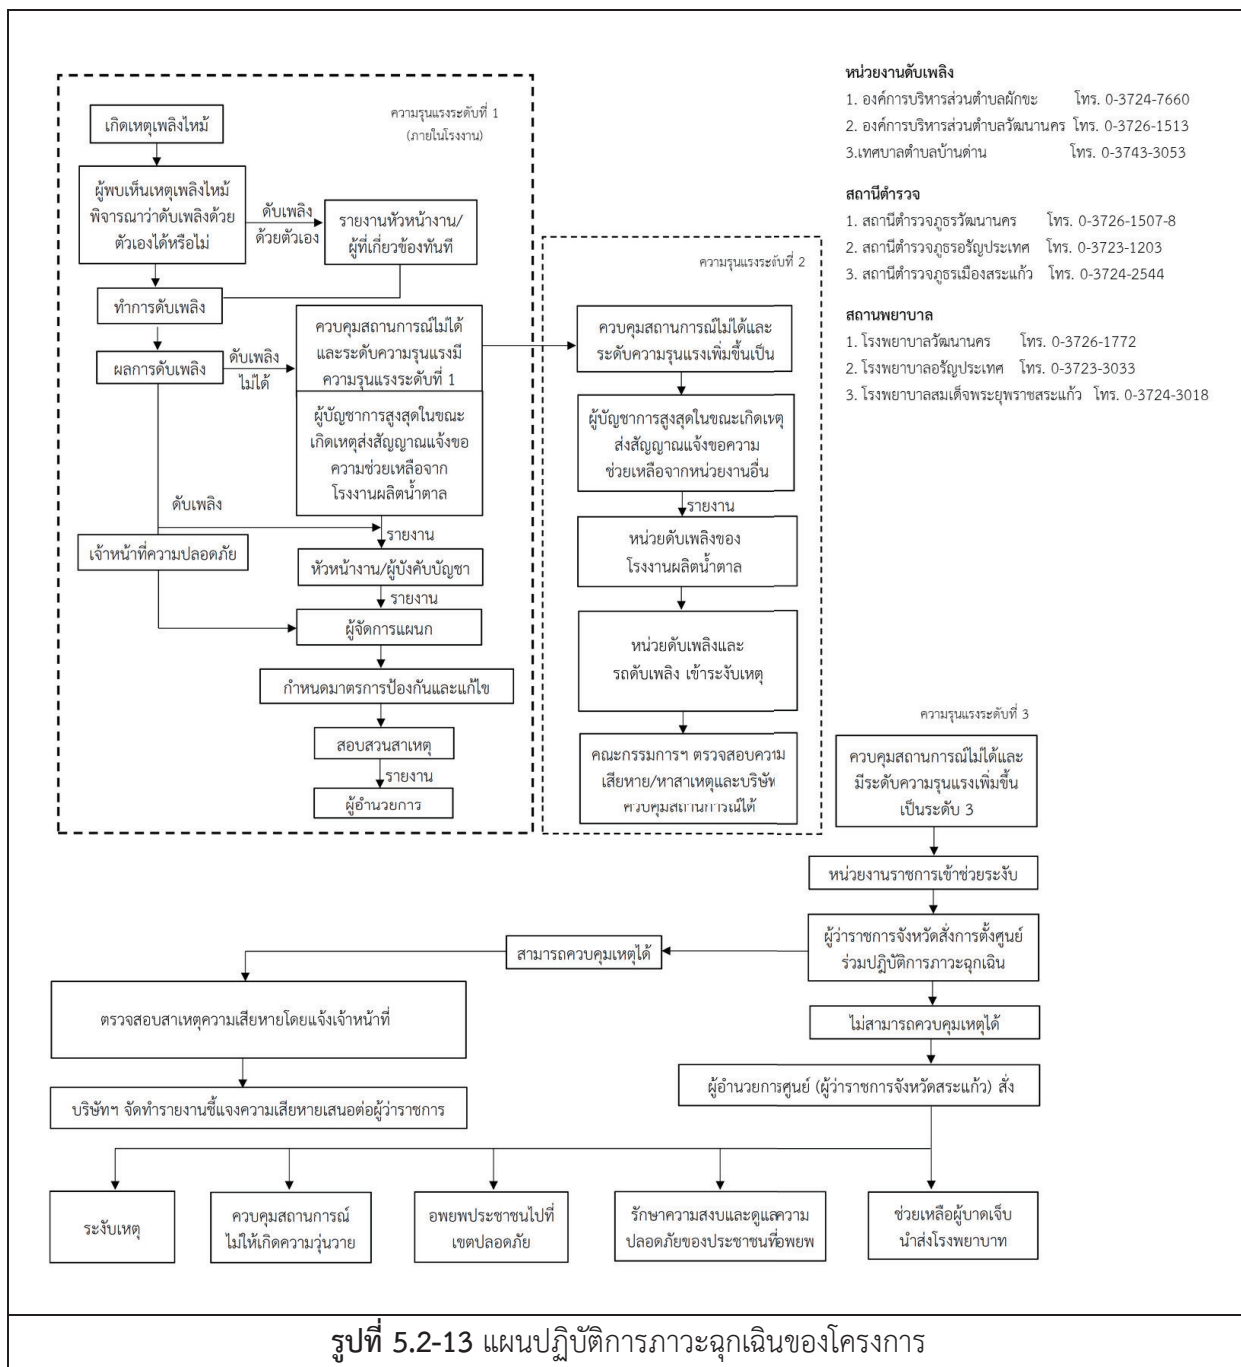 หน่วยงานดับเพลิง
1. องค์การบริหารส่วนตำบลผักขะ โทร. 0-3724-7660
2. องค์การบริหารส่วนตำบลวัฒนานคร โทร. 0-3726-1513
3.เทศบาลตำบลบ้านด่าน โทร. 0-3743-3053
สถานีตำรวจ
1. สถานีตำรวจภูธรวัฒนานคร โทร. 0-3726-1507-8
2. สถานีตำรวจภูธรอรัญประเทศ โทร. 0-3723-1203
3. สถานีตำรวจภูธรเมืองสระแก้ว โทร. 0-3724-2544
สถานพยาบาล
1. โรงพยาบาลวัฒนานคร โทร. 0-3726-1772
2. โรงพยาบาลอรัญประเทศ โทร. 0-3723-3033
3. โรงพยาบาลสมเด็จพระยุพราชสระแก้ว โทร. 0-3724-3018
ความรุนแรงระดับที่ 1
(ภายในโรงงาน)
เกิดเหตุเพลิงไหม้
ผู้พบเห็นเหตุเพลิงไหม้
พิจารณาว่าดับเพลิงด้วย
ตัวเองได้หรือไม่
ดับเพลิง
ด้วยตัวเอง
รายงานหัวหน้างาน/
ผู้ที่เกี่ยวข้องทันที
ทำการดับเพลิง
ผลการดับเพลิง
ดับเพลิง
ไม่ได้
ควบคุมสถานการณ์ไม่ได้
และระดับความรุนแรงมี
ความรุนแรงระดับที่ 1
ผู้บัญชาการสูงสุดในขณะ
เกิดเหตุส่งสัญญาณแจ้งขอ
ความช่วยเหลือจาก
โรงงานผลิตน้ำตาล
ดับเพลิง
รายงาน
เจ้าหน้าที่ความปลอดภัย
หัวหน้างาน/ผู้บังคับบัญชา
รายงาน
ผู้จัดการแผนก
กำหนดมาตรการป้องกันและแก้ไข
สอบสวนสาเหตุ
รายงาน
ผู้อำนวยการ
ความรุนแรงระดับที่ 2
ควบคุมสถานการณ์ไม่ได้และ
ระดับความรุนแรงเพิ่มขึ้นเป็น
ผู้บัญชาการสูงสุดในขณะเกิดเหตุ
ส่งสัญญาณแจ้งขอความ
ช่วยเหลือจากหน่วยงานอื่น
รายงาน
หน่วยดับเพลิงของ
โรงงานผลิตน้ำตาล
หน่วยดับเพลิงและ
รถดับเพลิง เข้าระงับเหตุ
คณะกรรมการฯ ตรวจสอบความ
เสียหาย/หาสาเหตุและบริษัท
ควบคุมสถานการณ์ได้
ความรุนแรงระดับที่ 3
ควบคุมสถานการณ์ไม่ได้และ
มีระดับความรุนแรงเพิ่มขึ้น
เป็นระดับ 3
หน่วยงานราชการเข้าช่วยระงับ
ผู้ว่าราชการจังหวัดสั่งการตั้งศูนย์
ร่วมปฏิบัติการภาวะฉุกเฉิน
สามารถควบคุมเหตุได้
ตรวจสอบสาเหตุความเสียหายโดยแจ้งเจ้าหน้าที่
บริษัทฯ จัดทำรายงานชี้แจงความเสียหายเสนอต่อผู้ว่าราชการ
ไม่สามารถควบคุมเหตุได้
ผู้อำนวยการศูนย์ (ผู้ว่าราชการจังหวัดสระแก้ว) สั่ง
ระงับเหตุ
ควบคุมสถานการณ์
ไม่ให้เกิดความวุ่นวาย
อพยพประชาชนไปที่
เขตปลอดภัย
รักษาความสงบและดูแลความ
ปลอดภัยของประชาชนที่อพยพ
ช่วยเหลือผู้บาดเจ็บ
นำส่งโรงพยาบาท
รูปที่ 5.2-13 แผนปฏิบัติการภาวะฉุกเฉินของโครงการ